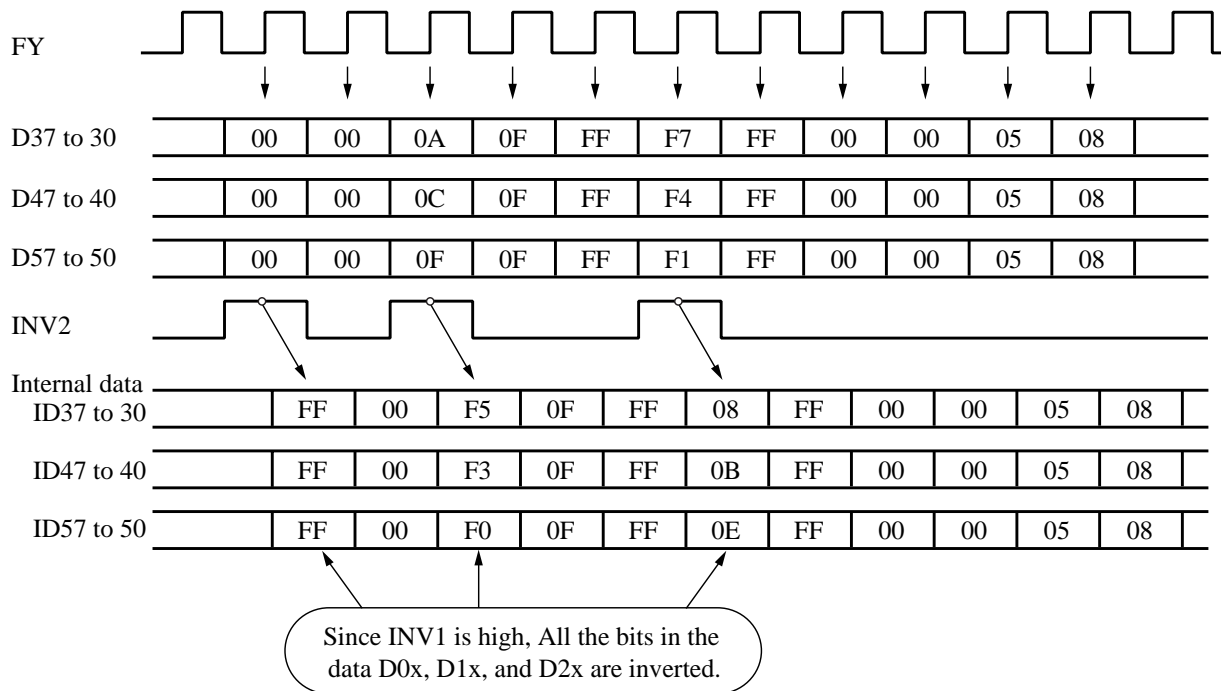 FY
D37 to 30 00 00 0A 0F FF F7 FF 00 00 05 08
D47 to 40 00 00 0C 0F FF F4 FF 00 00 05 08
D57 to 50 00 00 0F 0F FF F1 FF 00 00 05 08
INV2
Internal data
ID37 to 30 FF 00 F5 0F FF 08 FF 00 00 05 08
ID47 to 40 FF 00 F3 0F FF 0B FF 00 00 05 08
ID57 to 50 FF 00 F0 0F FF 0E FF 00 00 05 08
Since INV1 is high, All the bits in the
data D0x, D1x, and D2x are inverted.